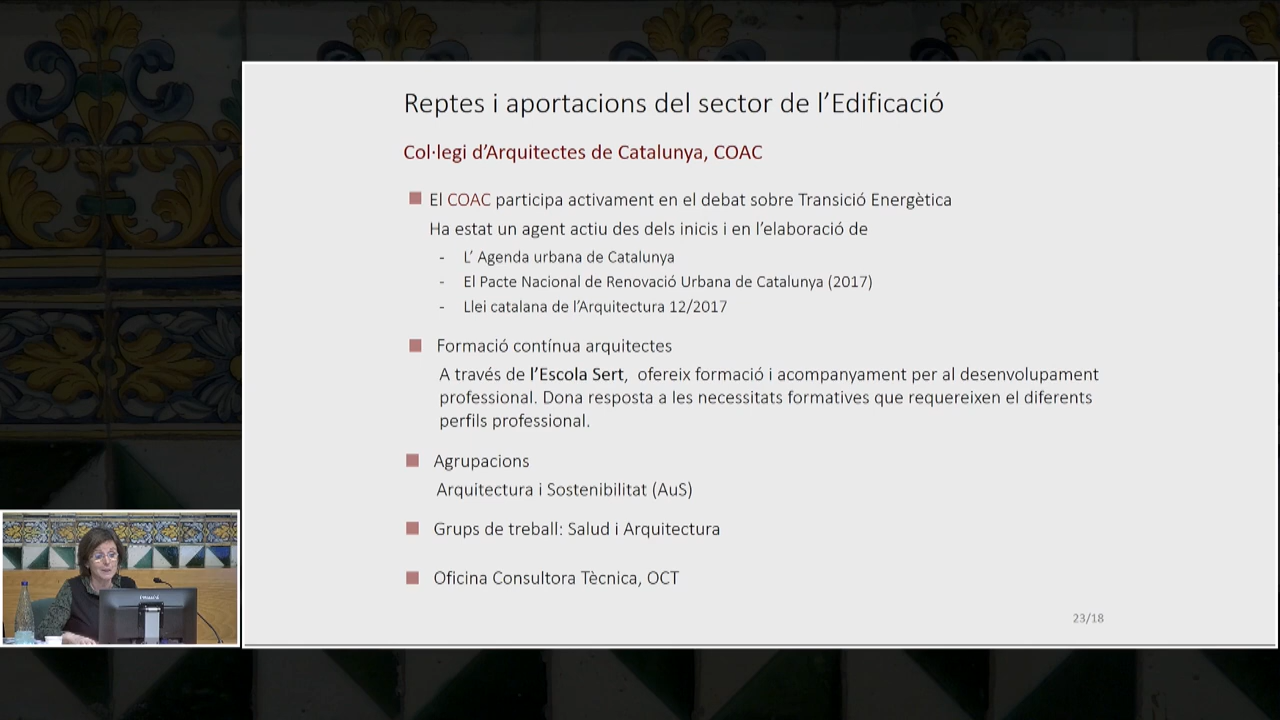 Reptes i aportacions del sector de l’Edificació
Col·legi d’Arquitectes de Catalunya, COAC
El COAC participa activament en el debat sobre Transició Energètica
Ha estat un agent actiu des dels inicis i en l’elaboració de
- L’ Agenda urbana de Catalunya
- El Pacte Nacional de Renovació Urbana de Catalunya (2017)
- Llei catalana de l’Arquitectura 12/2017
Formació contínua arquitectes
A través de l’Escola Sert, ofereix formació i acompanyament per al desenvolupament
professional. Dona resposta a les necessitats formatives que requereixen el diferents
perfils professional.
Agrupacions
Arquitectura i Sostenibilitat (AuS)
Grups de treball: Salud i Arquitectura
Oficina Consultora Tècnica, OCT
23/18